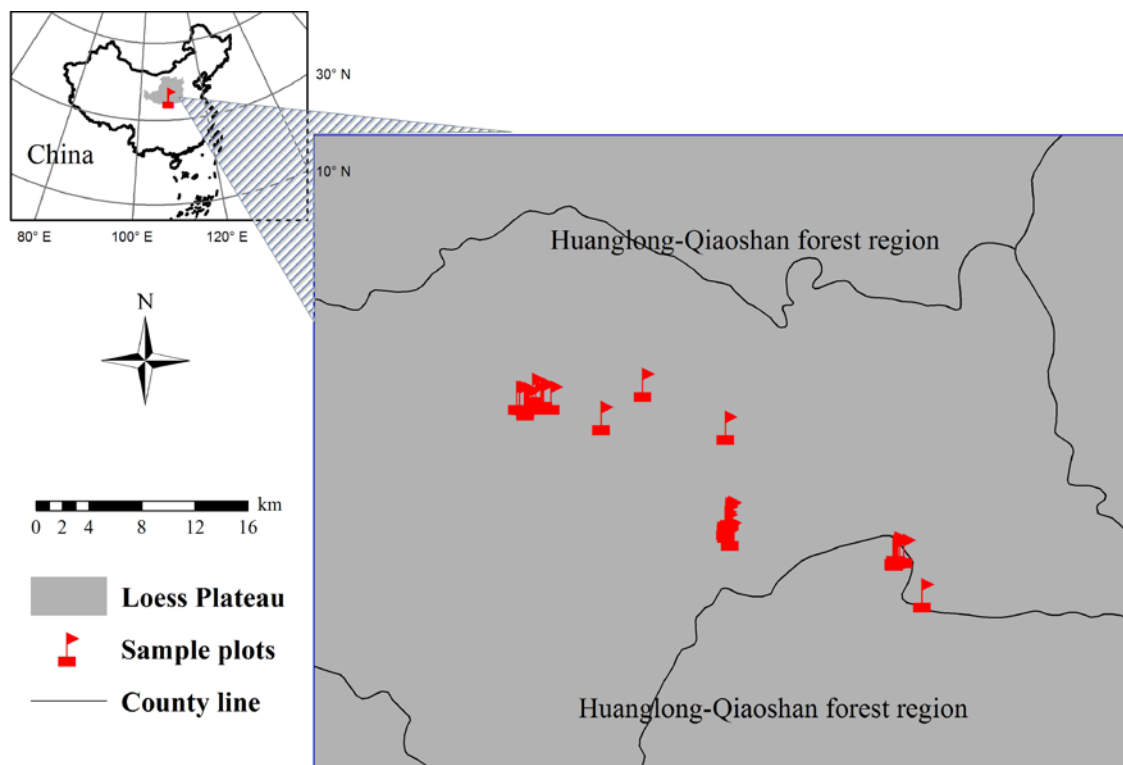 30° N
China
10° N
80° E
100° E
120° E
Huanglong-Qiaoshan forest region
N
km
0 2 4 8 12 16
Loess Plateau
Sample plots
County line
Huanglong-Qiaoshan forest region